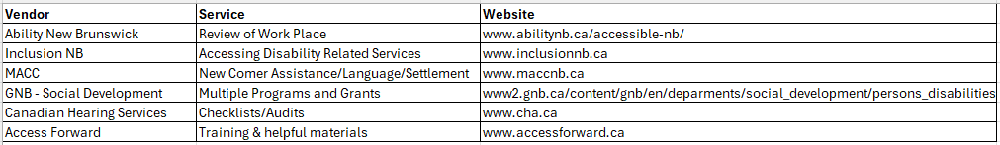 Vendor Service Website
Ability New Brunswick Review of Work Place www.abilitynb.ca/accessible-nb/
Inclusion NB Accessing Disability Related Services www.inclusionnb.ca
MACC New Comer Assistance/Language/Settlement www.maccnb.ca
GNB - Social Development Multiple Programs and Grants www2.gnb.ca/content/gnb/en/deparments/social_development/persons_disabilities
Canadian Hearing Services Checklists/Audits www.cha.ca
Access Forward Training & helpful materials www.accessforward.ca